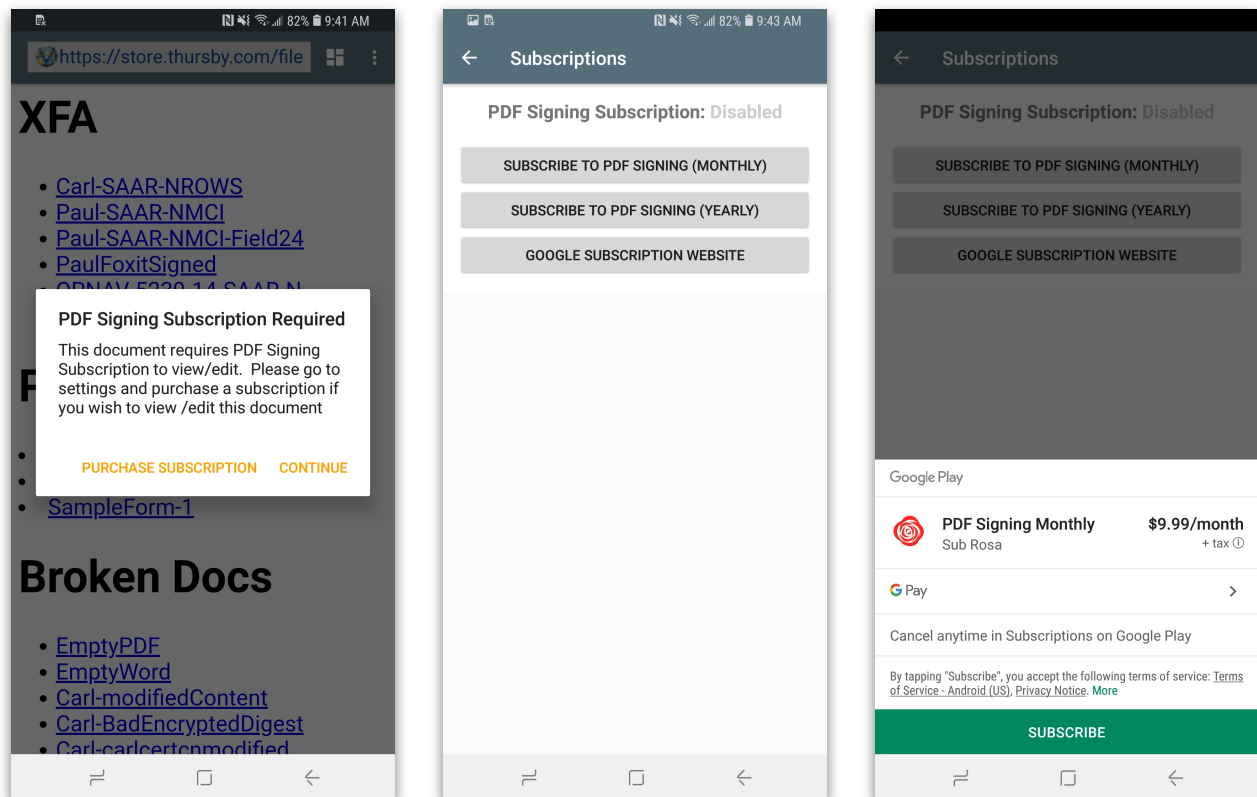 82% 9:41 AM
https://store.thursby.com/file
XFA
Carl-SAAR-NROWS
Paul-SAAR-NMCI
Paul-SAAR-NMCI-Field24
PaulFoxitSigned
OPNAV-5239-14-SAAR-N
PDF Signing Subscription Required
This document requires PDF Signing
Subscription to view/edit. Please go to
settings and purchase a subscription if
you wish to view /edit this document
PURCHASE SUBSCRIPTION CONTINUE
SampleForm-1
Broken Docs
EmptyPDF
EmptyWord
Carl-modifiedContent
Carl-BadEncryptedDigest
Carl-carlcertcnmodified
82% 9:43 AM
Subscriptions
PDF Signing Subscription: Disabled
SUBSCRIBE TO PDF SIGNING (MONTHLY)
SUBSCRIBE TO PDF SIGNING (YEARLY)
GOOGLE SUBSCRIPTION WEBSITE
Subscriptions
PDF Signing Subscription: Disabled
SUBSCRIBE TO PDF SIGNING (MONTHLY)
SUBSCRIBE TO PDF SIGNING (YEARLY)
GOOGLE SUBSCRIPTION WEBSITE
Google Play
PDF Signing Monthly $9.99/month
Sub Rosa + tax
G Pay
Cancel anytime in Subscriptions on Google Play
By tapping "Subscribe", you accept the following terms of service: Terms
of Service - Android (US), Privacy Notice. More
SUBSCRIBE